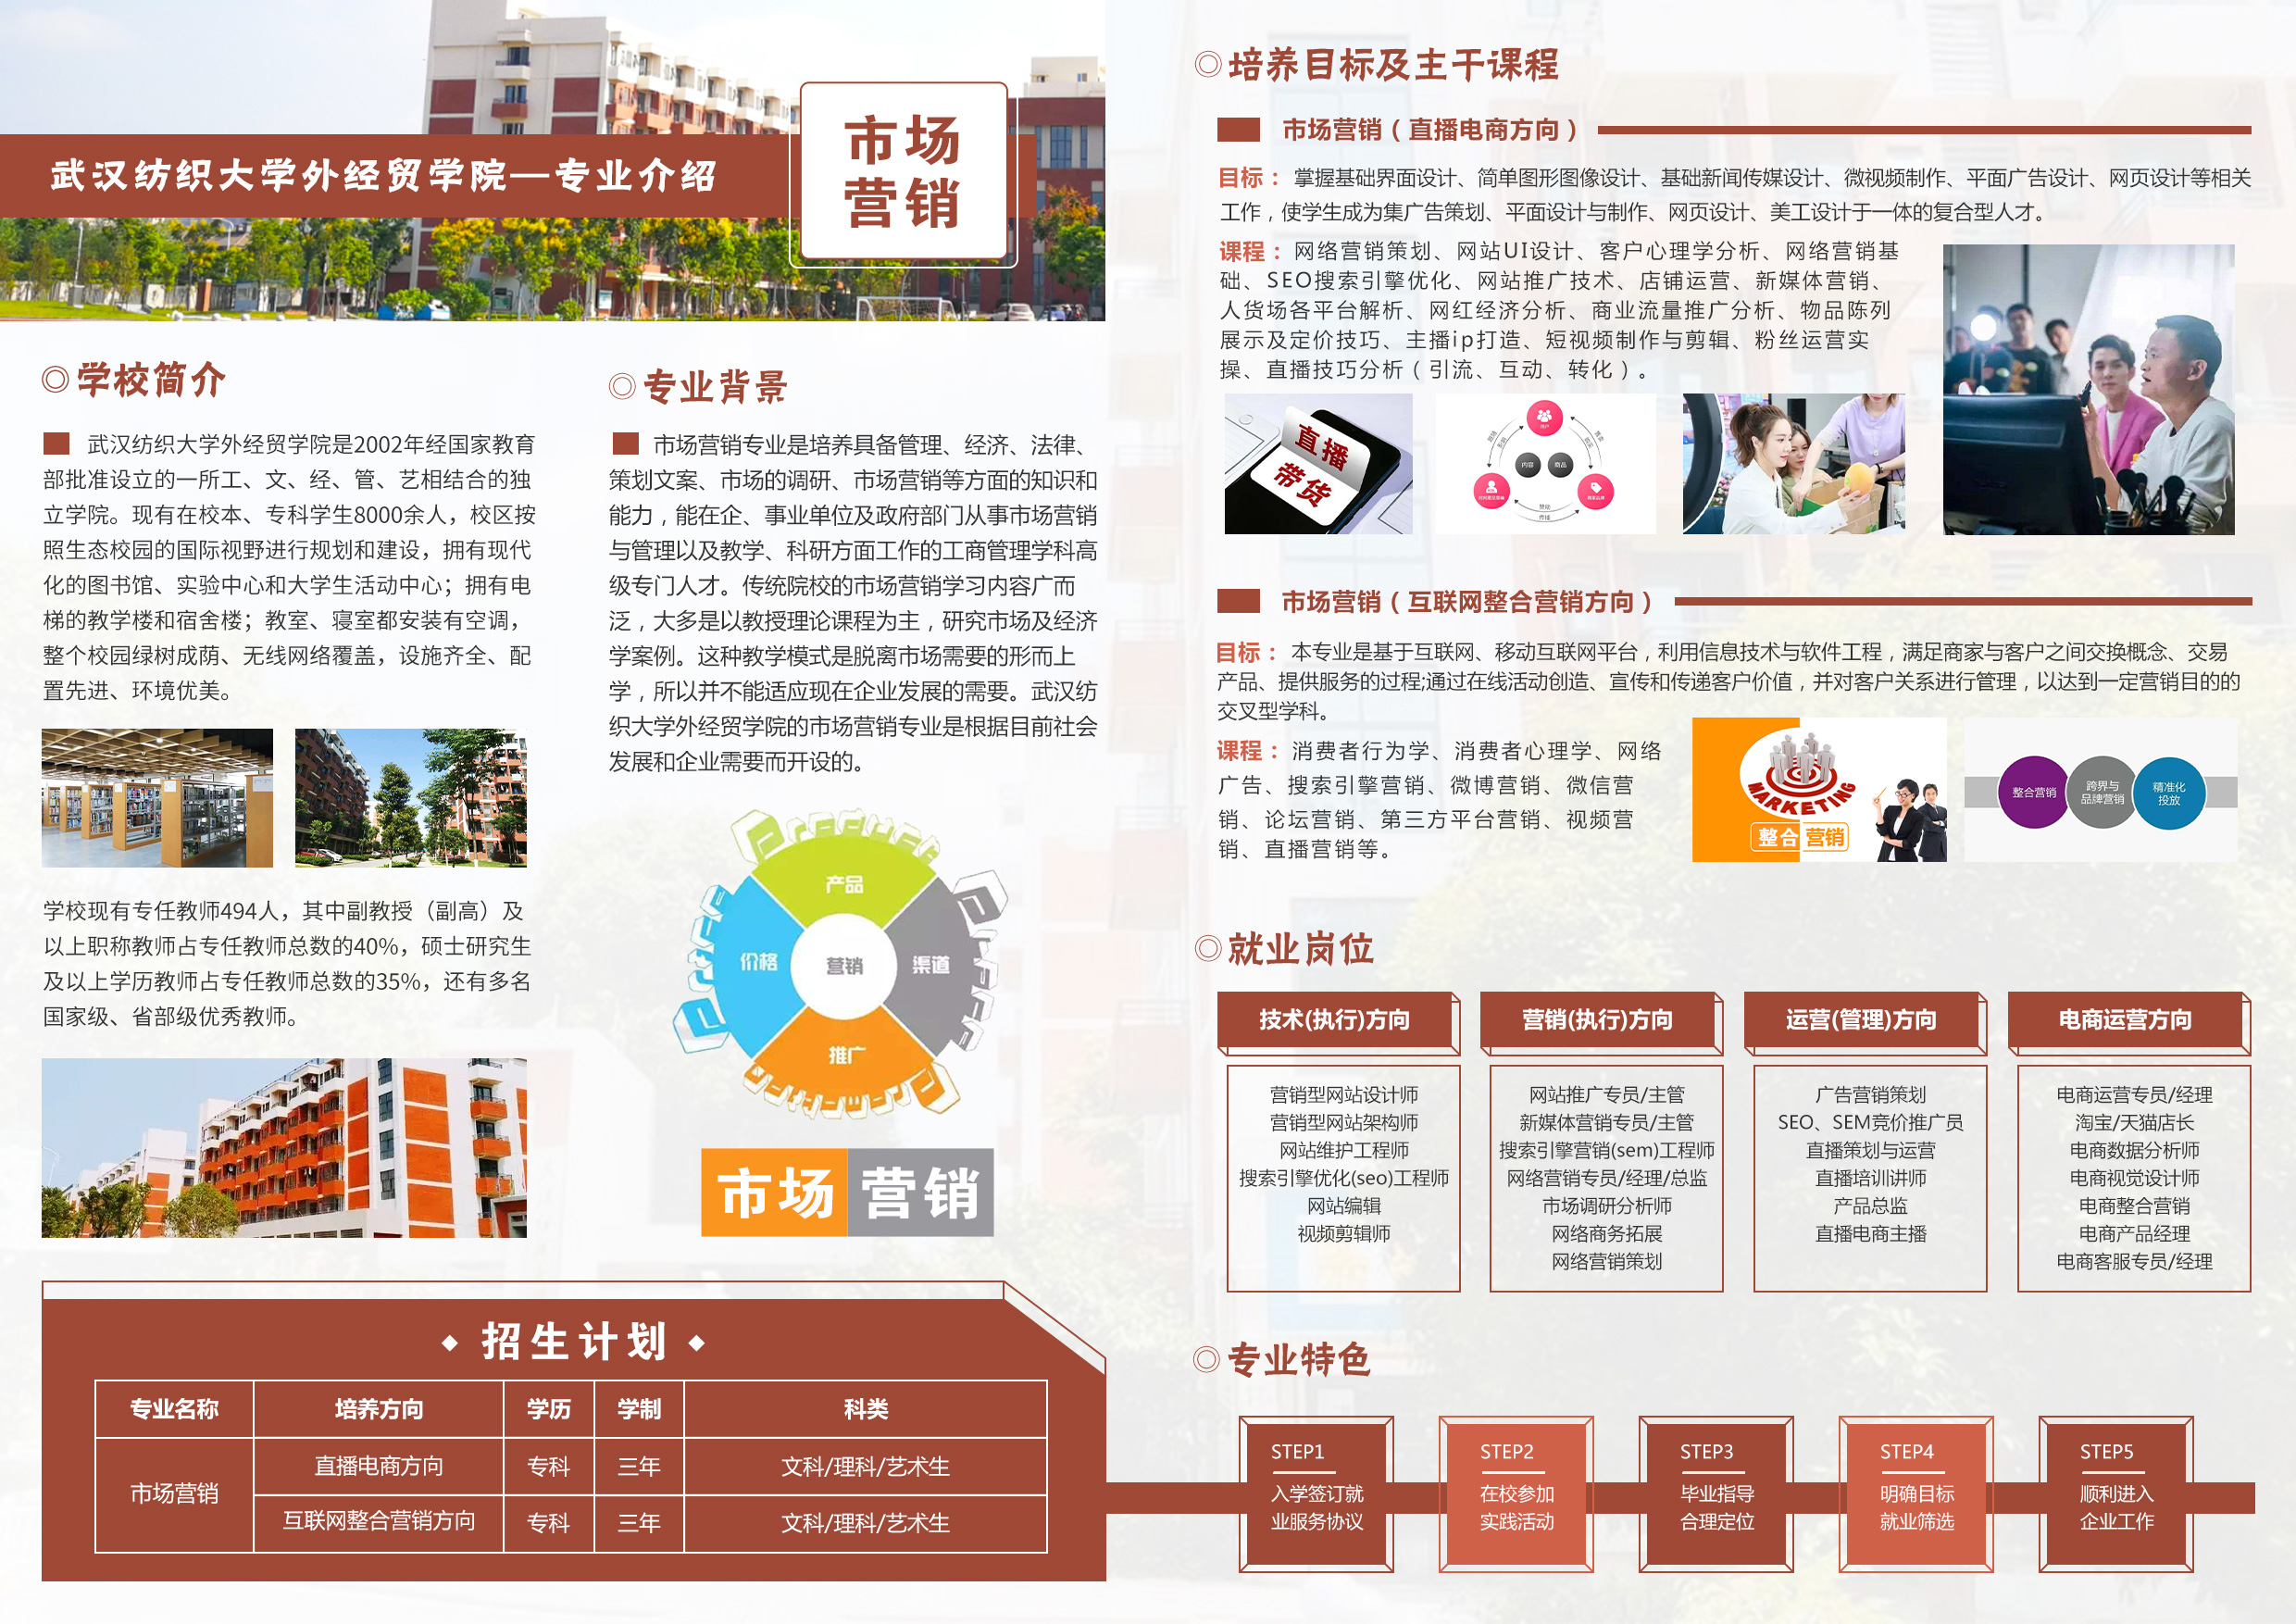 武汉纺织大学外经贸学院—专业介绍
市场
营销
学校简介
武汉纺织大学外经贸学院是2002年经国家教育
部批准设立的一所工、文、经、管、艺相结合的独
立学院。现有在校本、专科学生8000余人，校区按
照生态校园的国际视野进行规划和建设，拥有现代
化的图书馆、实验中心和大学生活动中心；拥有电
梯的教学楼和宿舍楼；教室、寝室都安装有空调，
整个校园绿树成荫、无线网络覆盖，设施齐全、配
置先进、环境优美。
学校现有专任教师494人，其中副教授（副高）及
以上职称教师占专任教师总数的40%，硕士研究生
及以上学历教师占专任教师总数的35%，还有多名
国家级、省部级优秀教师。
专业背景
市场营销专业是培养具备管理、经济、法律、
策划文案、市场的调研、市场营销等方面的知识和
能力，能在企、事业单位及政府部门从事市场营销
与管理以及教学、科研方面工作的工商管理学科高
级专门人才。传统院校的市场营销学习内容广而
泛，大多是以教授理论课程为主，研究市场及经济
学案例。这种教学模式是脱离市场需要的形而上
学，所以并不能适应现在企业发展的需要。武汉纺
织大学外经贸学院的市场营销专业是根据目前社会
发展和企业需要而开设的。
产品
价格
营销
渠道
推广
市场 营销
招生计划
专业名称 培养方向 学历 学制 科类
市场营销 直播电商方向 专科 三年 文科/理科/艺术生
互联网整合营销方向 专科 三年 文科/理科/艺术生
培养目标及主干课程
市场营销（直播电商方向）
目标： 掌握基础界面设计、简单图形图像设计、基础新闻传媒设计、微视频制作、平面广告设计、网页设计等相关
工作，使学生成为集广告策划、平面设计与制作、网页设计、美工设计于一体的复合型人才。
课程： 网络营销策划、网站UI设计、客户心理学分析、网络营销基
础、SEO搜索引擎优化、网站推广技术、店铺运营、新媒体营销、
人货场各平台解析、网红经济分析、商业流量推广分析、物品陈列
展示及定价技巧、主播ip打造、短视频制作与剪辑、粉丝运营实
操、直播技巧分析（引流、互动、转化）。
直播
带货
内容 商品
市场营销（互联网整合营销方向）
目标： 本专业是基于互联网、移动互联网平台，利用信息技术与软件工程，满足商家与客户之间交换概念、交易
产品、提供服务的过程;通过在线活动创造、宣传和传递客户价值，并对客户关系进行管理，以达到一定营销目的的
交叉型学科。
课程： 消费者行为学、消费者心理学、网络
广告、搜索引擎营销、微博营销、微信营
销、论坛营销、第三方平台营销、视频营
销、直播营销等。
MARKETING
整合 营销
整合营销
跨界与
品牌营销
精准化
投放
就业岗位
技术(执行)方向
营销型网站设计师
营销型网站架构师
网站维护工程师
搜索引擎优化(seo)工程师
网站编辑
视频剪辑师
营销(执行)方向
网站推广专员/主管
新媒体营销专员/主管
搜索引擎营销(sem)工程师
网络营销专员/经理/总监
市场调研分析师
网络商务拓展
网络营销策划
运营(管理)方向
广告营销策划
SEO、SEM竞价推广员
直播策划与运营
直播培训讲师
产品总监
直播电商主播
电商运营方向
电商运营专员/经理
淘宝/天猫店长
电商数据分析师
电商视觉设计师
电商整合营销
电商产品经理
电商客服专员/经理
专业特色
STEP1
入学签订就
业服务协议
STEP2
在校参加
实践活动
STEP3
毕业指导
合理定位
STEP4
明确目标
就业筛选
STEP5
顺利进入
企业工作